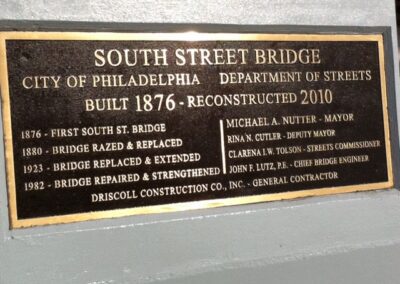 SOUTH STREET BRIDGE
CITY OF PHILADELPHIA DEPARTMENT OF STREETS
BUILT 1876 - RECONSTRUCTED 2010
1876 - FIRST SOUTH ST. BRIDGE
1880 - BRIDGE RAZED & REPLACED
1923 - BRIDGE REPLACED & EXTENDED
1982 - BRIDGE REPAIRED & STRENGTHENED
MICHAEL A. NUTTER - MAYOR
RINA N. CUTLER - DEPUTY MAYOR
CLARENA I.W. TOLSON - STREETS COMMISSIONER
JOHN F. LUTZ, P.E. - CHIEF BRIDGE ENGINEER
DRISCOLL CONSTRUCTION CO., INC. - GENERAL CONTRACTOR